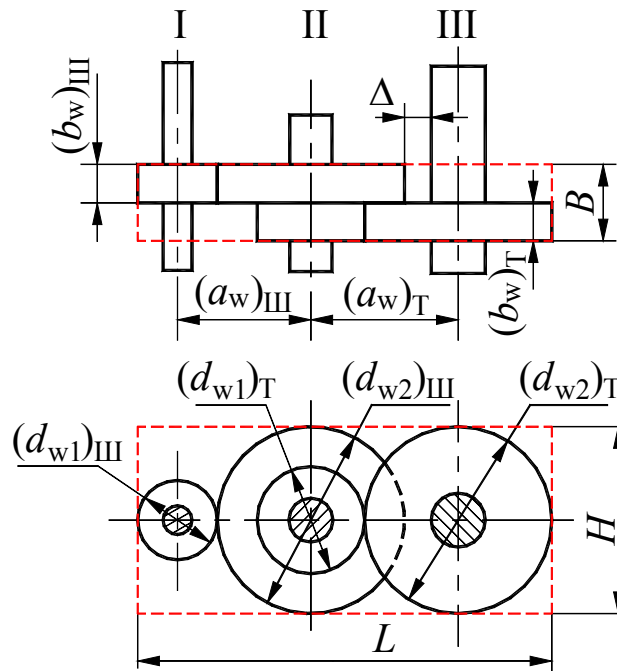 I II III
Δ
(bw)Ш
B
(bw)Т
(aw)Ш (aw)Т
(dw1)Т (dw2)Ш (dw2)Т
(dw1)Ш
H
L